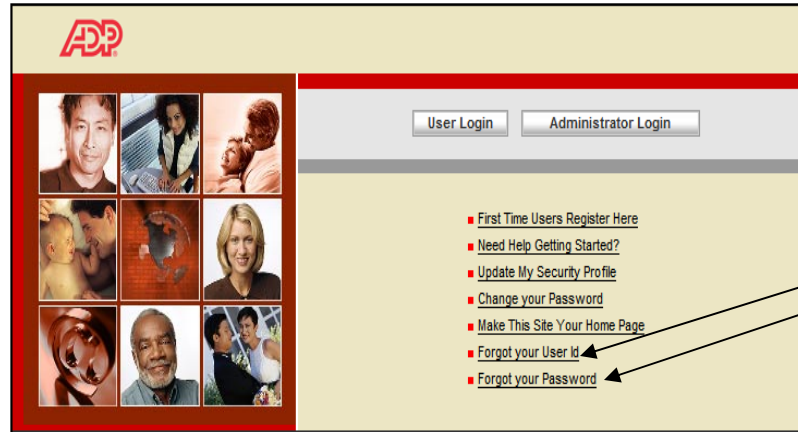 ADP
User Login
Administrator Login
First Time Users Register Here
Need Help Getting Started?
Update My Security Profile
Change your Password
Make This Site Your Home Page
Forgot your User Id
Forgot your Password